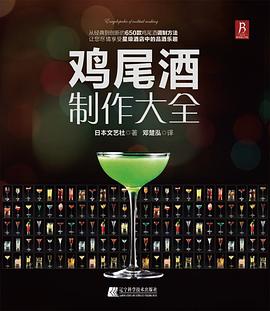 Encyclopedia of cocktail making
从经典到创新的650款鸡尾酒调制方法
让您尽情享受星级酒店中的品酒乐趣
鸡尾酒
制作大全
日本文艺社◎著 邓楚泓◎译
辽宁科学技术出版社